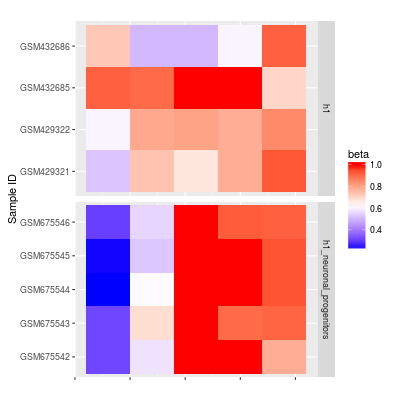 GSM432686
GSM432685
GSM429322
GSM429321
h1
GSM675546
GSM675545
GSM675544
GSM675543
GSM675542
h1_neuronal_progenitors
Sample ID
beta
1.0
0.8
0.6
0.4